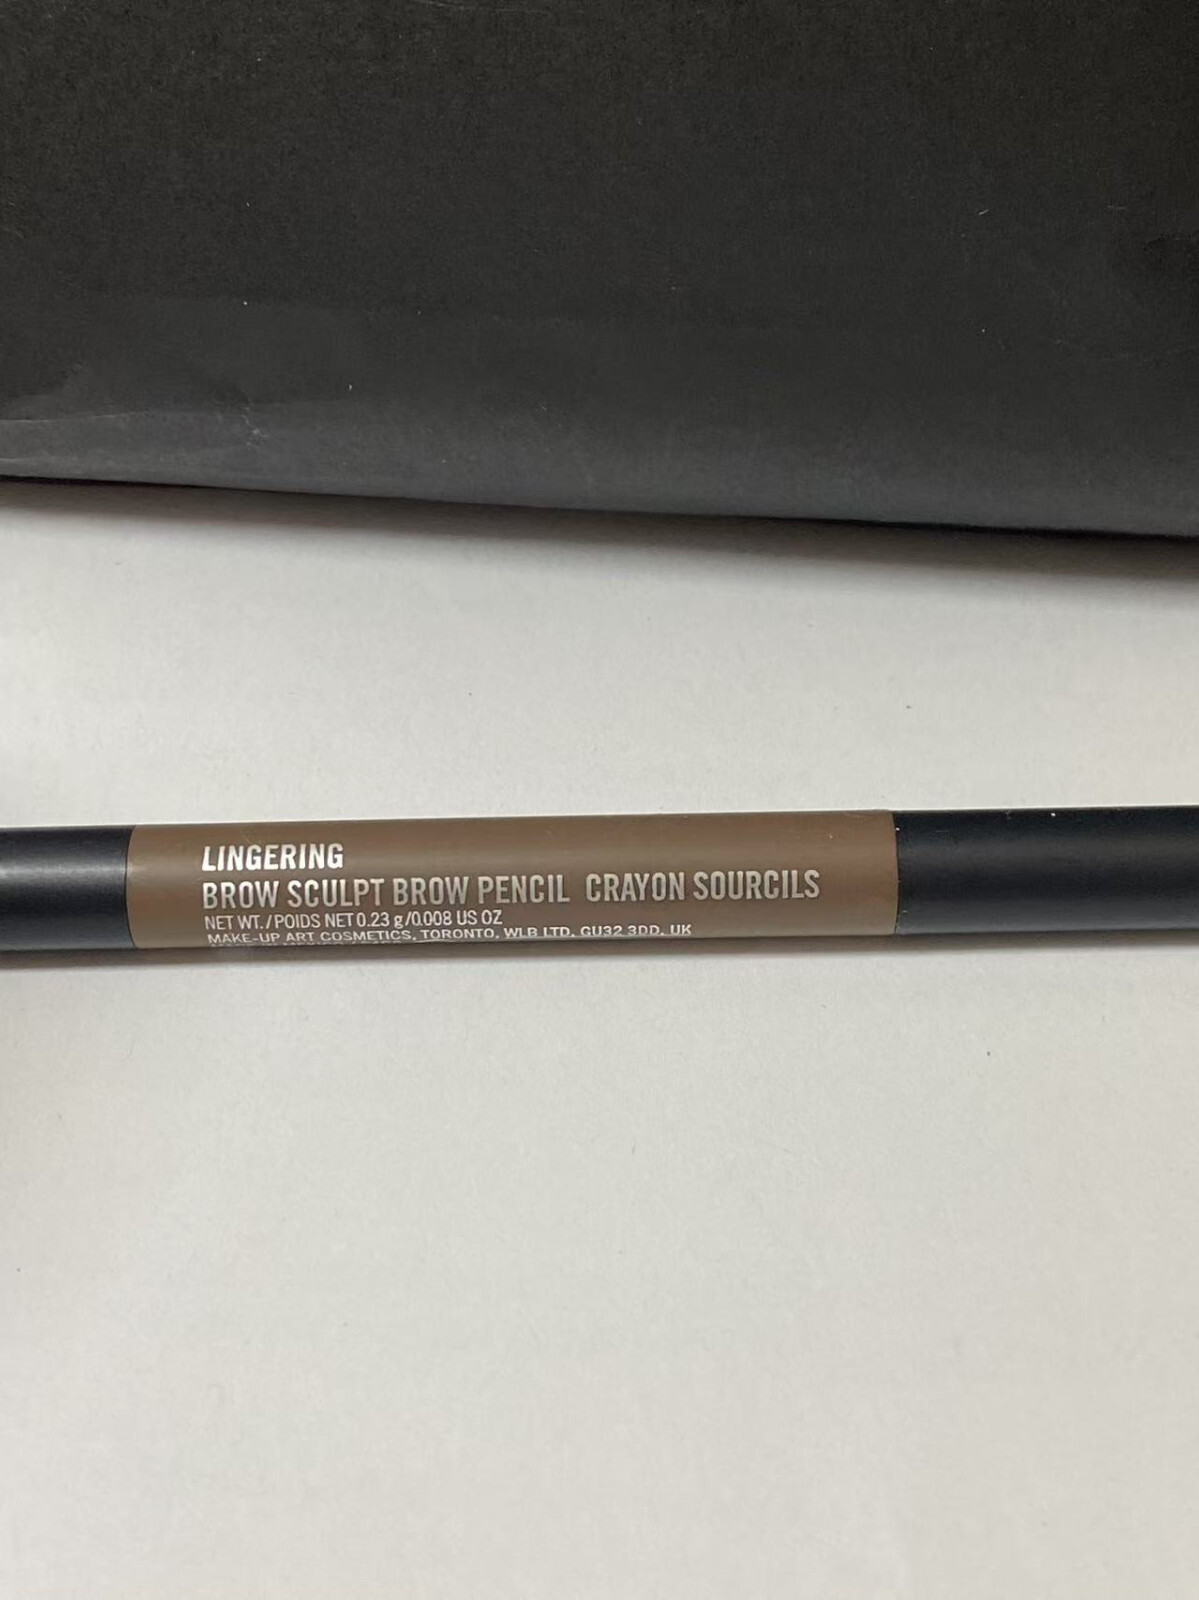 LINGERING
BROW SCULPT BROW PENCIL CRAYON SOURCILS
NET WT./POIDS NET 0.23 g/0.008 US OZ
MAKE-UP ART COSMETICS, TORONTO, WLB LTD, GU32 3DD, UK